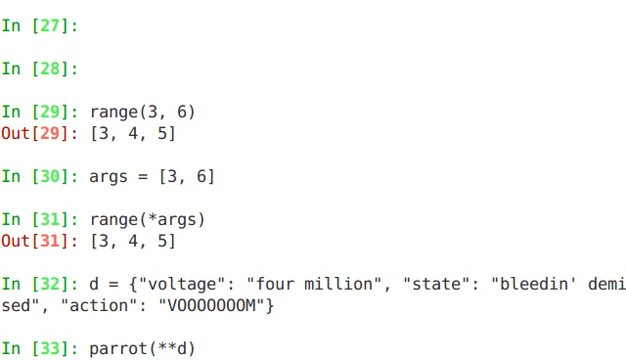 In [27]:
In [28]:
In [29]: range(3, 6)
Out[29]: [3, 4, 5]
In [30]: args = [3, 6]
In [31]: range(*args)
Out[31]: [3, 4, 5]
In [32]: d = {"voltage": "four million", "state": "bleedin' demi
sed", "action": "VOOOOOOOM"}
In [33]: parrot(**d)